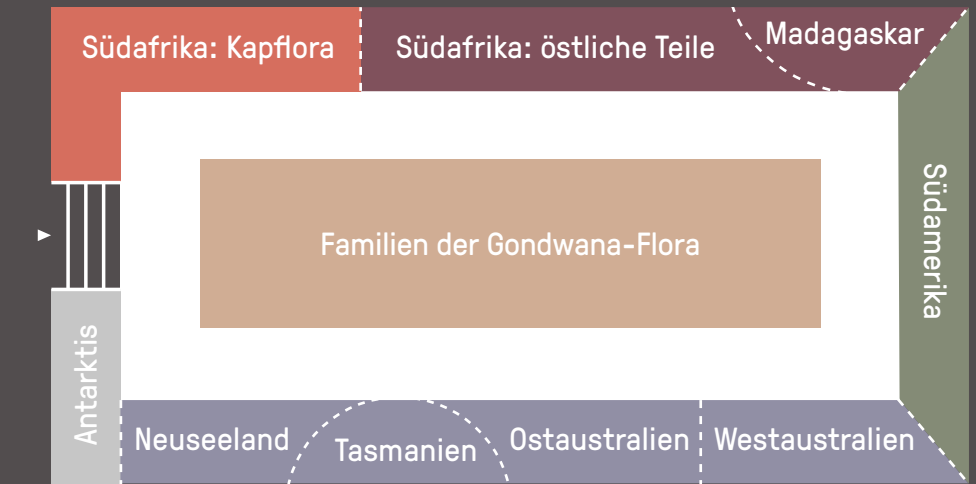 Südafrika: Kapflora
Südafrika: östliche Teile
Madagaskar
Südamerika
Familien der Gondwana-Flora
Antarktis
Neuseeland
Tasmanien
Ostaustralien
Westaustralien